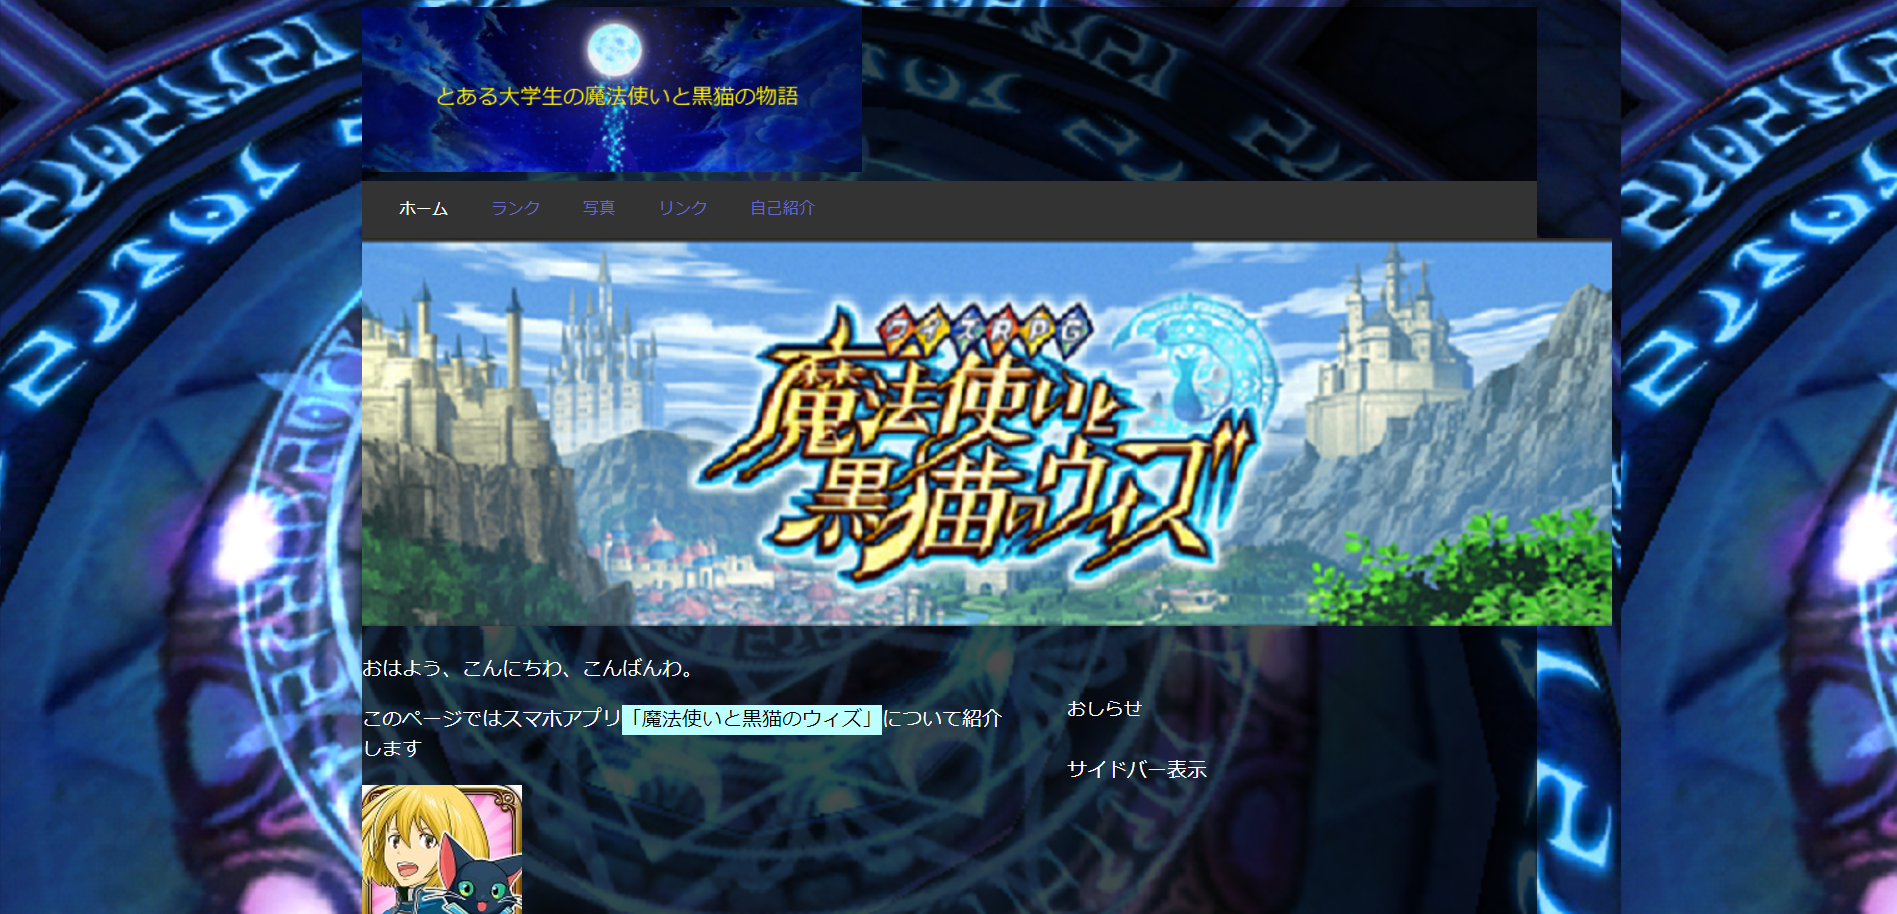 とある大学生の魔法使いと黒猫の物語
ホーム ランク 写真 リンク 自己紹介
クイズRPG
魔法使いと
黒猫のウィズ
おはよう、こんにちわ、こんばんわ。
このページではスマホアプリ「魔法使いと黒猫のウィズ」について紹介
します
おしらせ
サイドバー表示